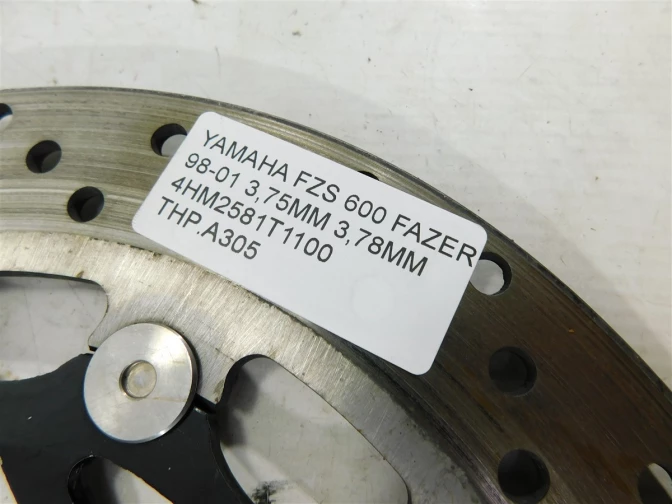 YAMAHA FZS 600 FAZER
98-01 3,75MM 3,78MM
4HM2581T1100
THP.A305